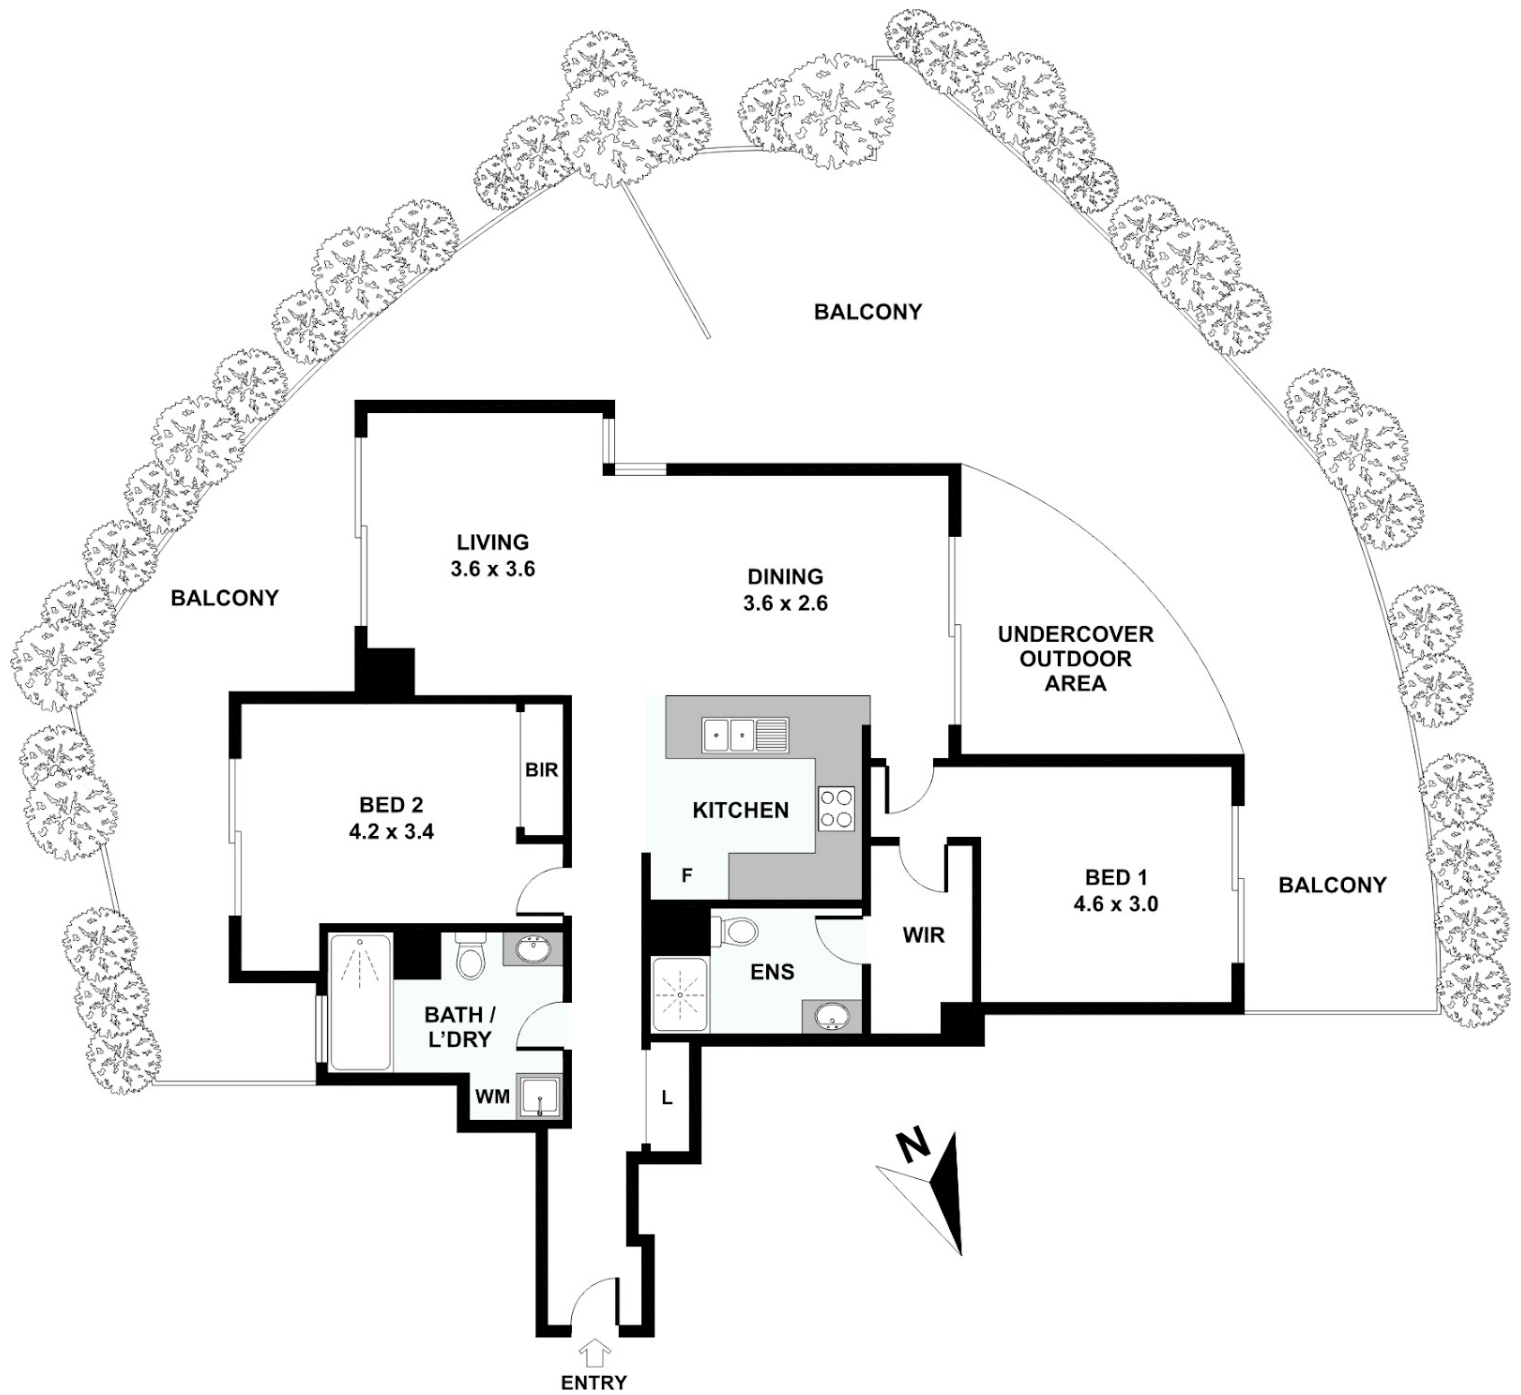 BALCONY
LIVING
3.6 x 3.6
DINING
3.6 x 2.6
BALCONY
UNDERCOVER
OUTDOOR
AREA
BIR
BED 2
4.2 x 3.4
KITCHEN
F
BED 1
4.6 x 3.0
BALCONY
WIR
ENS
BATH /
L'DRY
WM
L
N
ENTRY